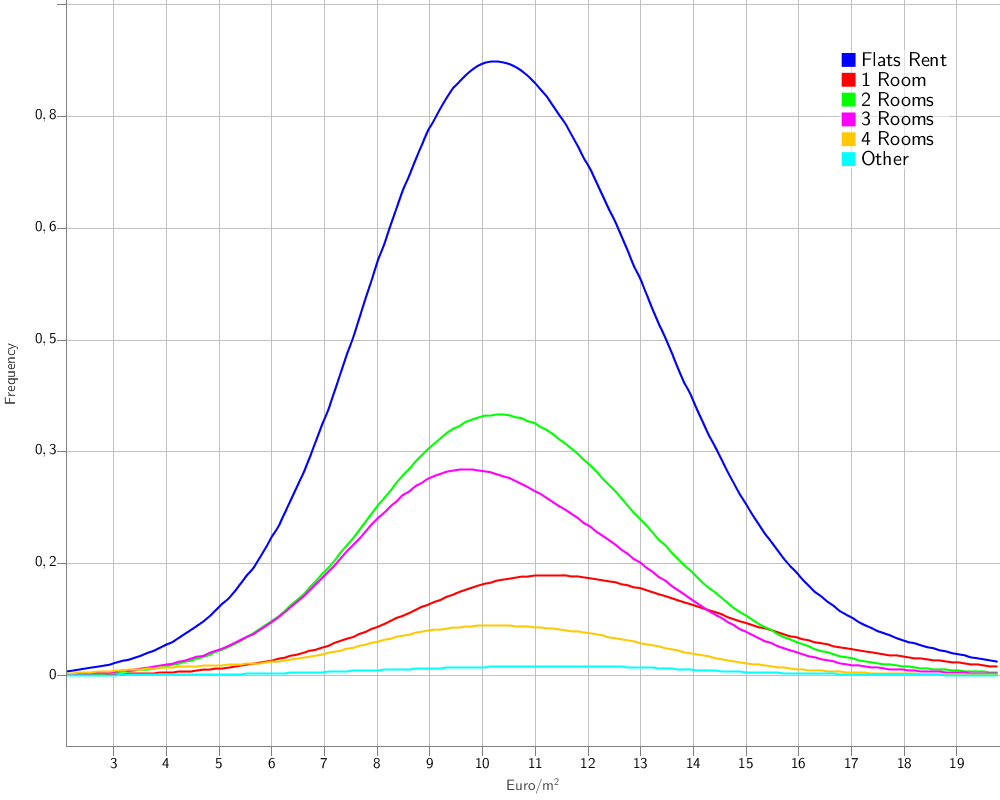 Flats Rent
1 Room
2 Rooms
3 Rooms
4 Rooms
Other
0,8
0,6
0,5
0,3
0,2
0
Frequency
3 4 5 6 7 8 9 10 11 12 13 14 15 16 17 18 19
Euro/m²